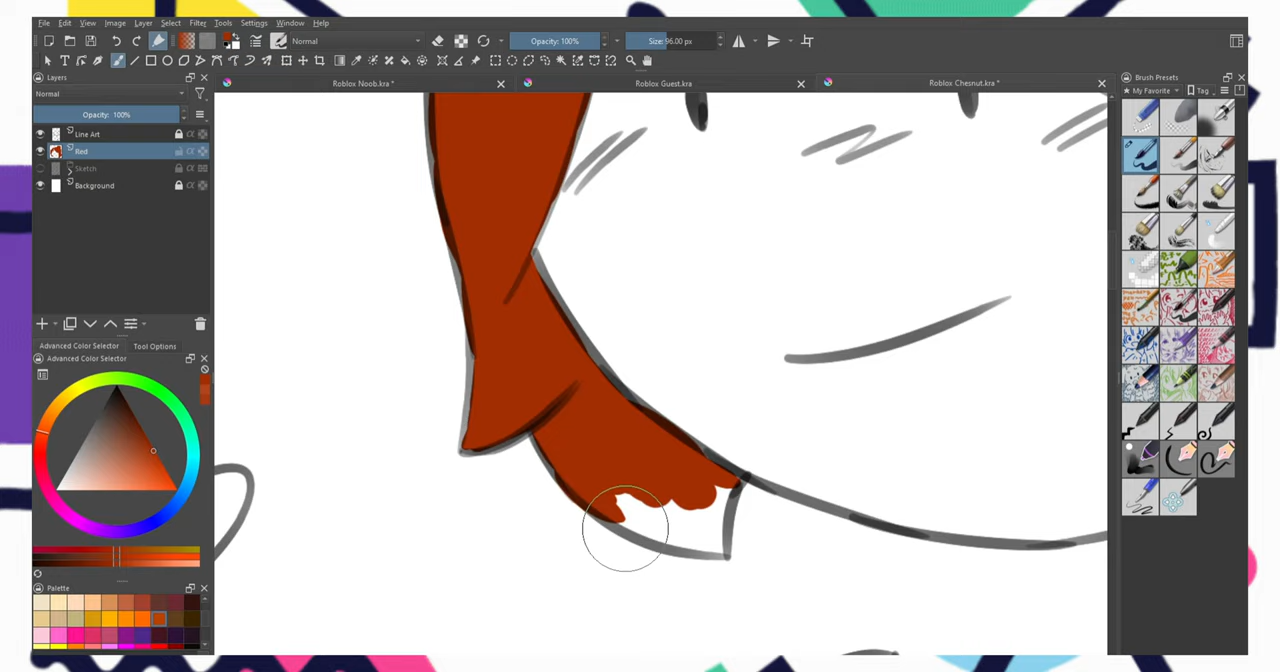 File Edit View Image Layer Select Filter Tools Settings Window Help
Normal Opacity: 100% Size: 96.00 px
Layers Roblox Noob.kra * Roblox Guest.kra Roblox Chesnut.kra * Brush Presets
Normal My Favorite Tag
Opacity: 100%
Line Art
Red
Sketch
Background
Advanced Color Selector Tool Options
Advanced Color Selector
Palette